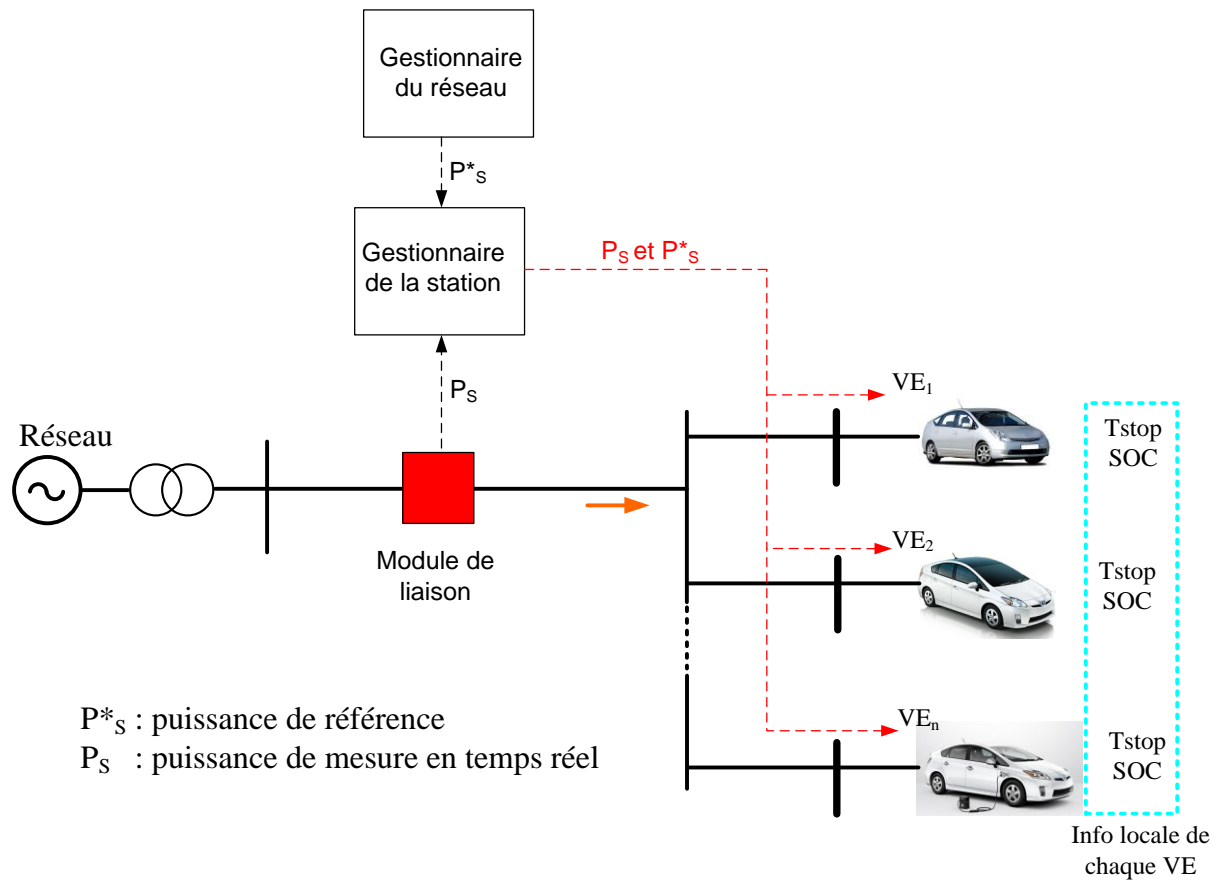 Gestionnaire
du réseau
P*S
Gestionnaire
de la station
PS et P*S
PS
VE1
Tstop
SOC
Réseau
Module de
liaison
VE2
Tstop
SOC
VEn
Tstop
SOC
P*S : puissance de référence
PS : puissance de mesure en temps réel
Info locale de
chaque VE